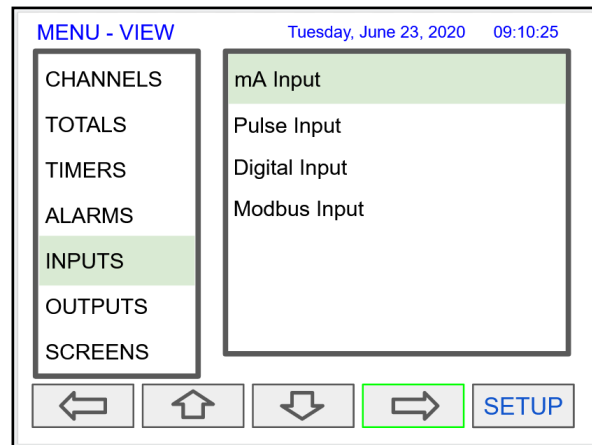 MENU - VIEW
Tuesday, June 23, 2020 09:10:25
CHANNELS
TOTALS
TIMERS
ALARMS
INPUTS
OUTPUTS
SCREENS
mA Input
Pulse Input
Digital Input
Modbus Input
SETUP